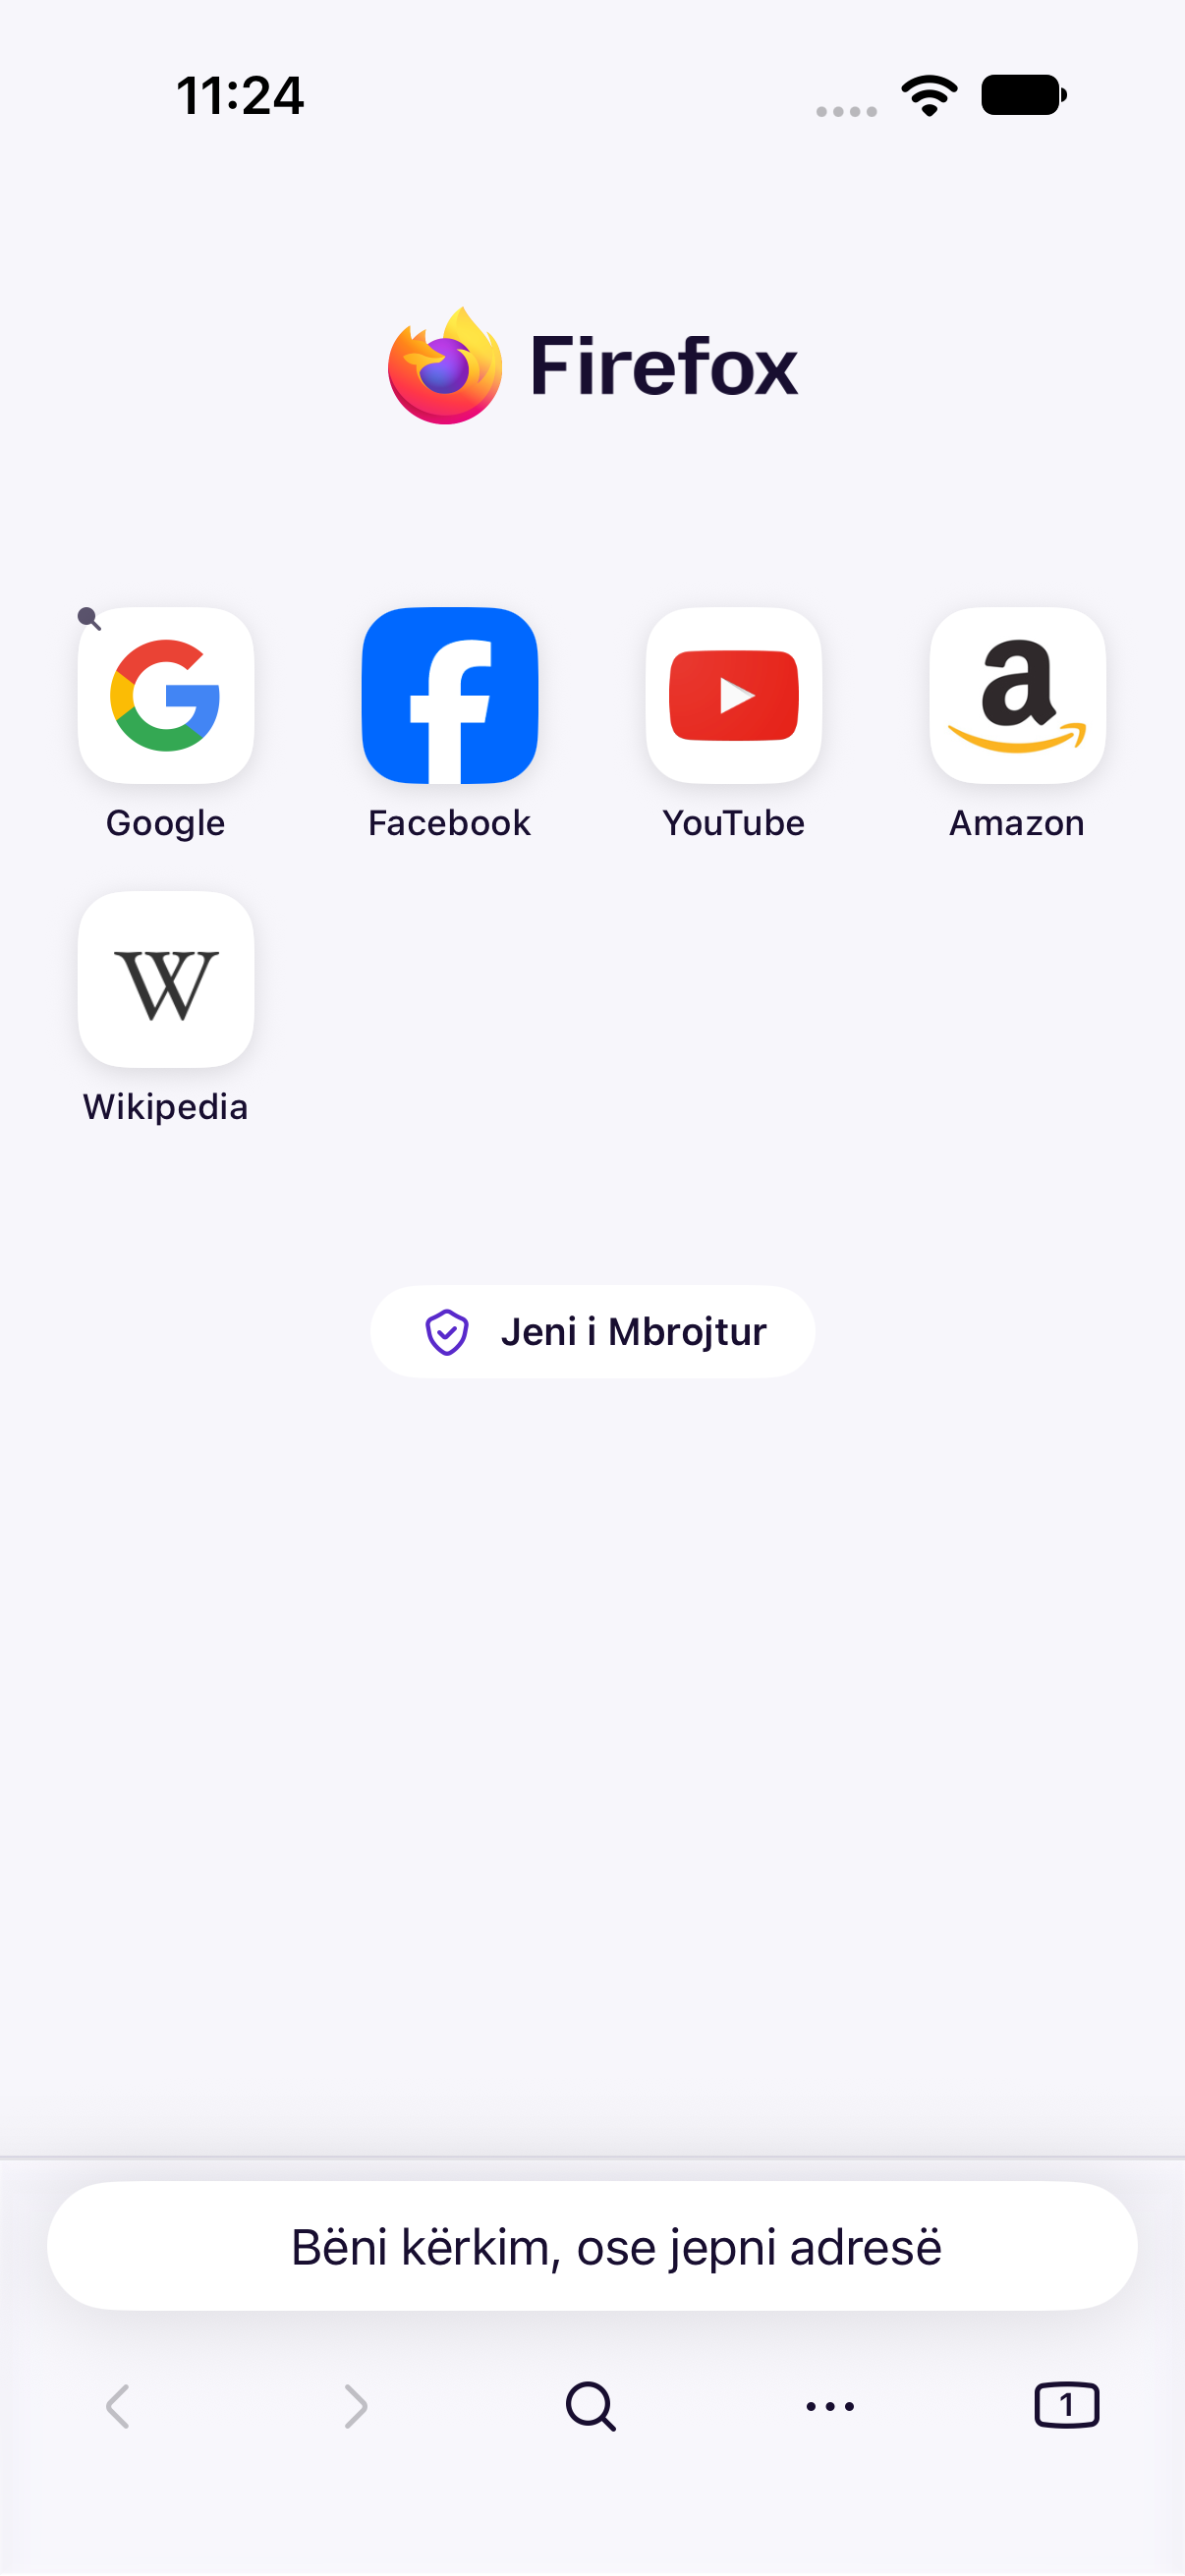 11:24
Firefox
Google
Facebook
YouTube
Amazon
W
Wikipedia
Jeni i Mbrojtur
Bëni kërkim, ose jepni adresë
1